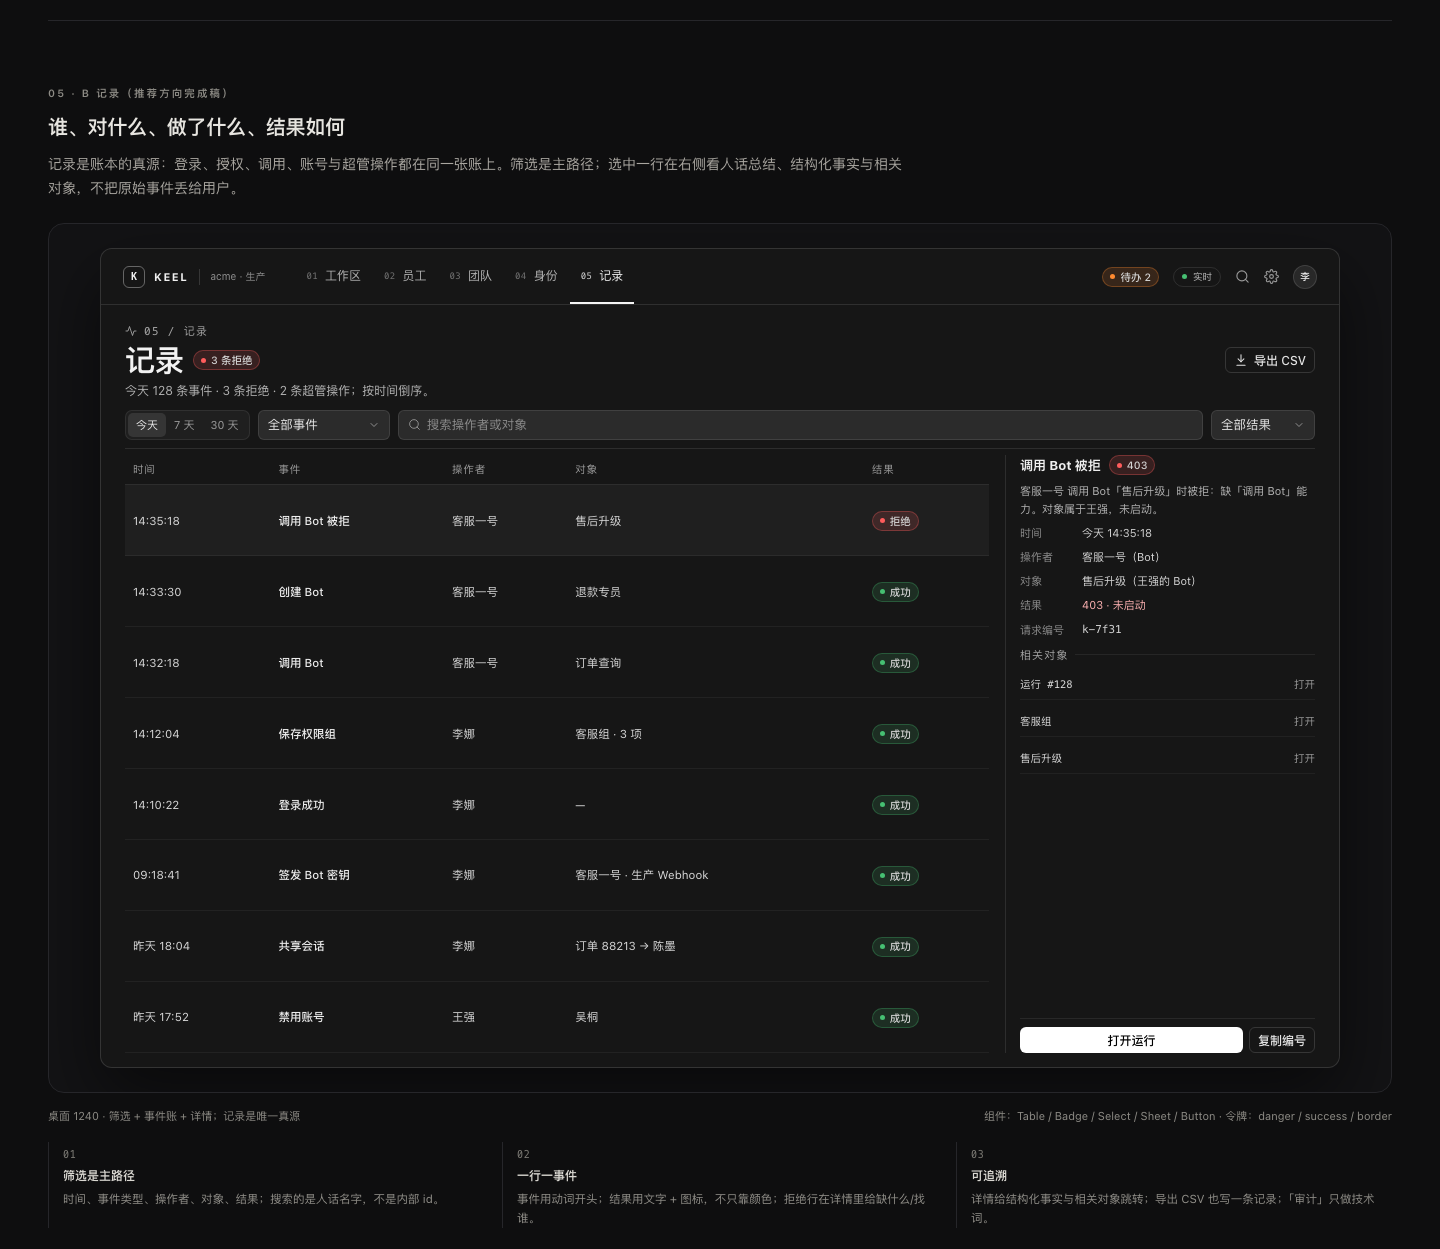 05 · B 记录（推荐方向完成稿）
谁、对什么、做了什么、结果如何
记录是账本的真源：登录、授权、调用、账号与超管操作都在同一张账上。筛选是主路径；选中一行在右侧看人话总结、结构化事实与相关
对象，不把原始事件丢给用户。
K KEEL acme · 生产 01 工作区 02 员工 03 团队 04 身份 05 记录 待办 2 实时 李
05 / 记录
记录 3 条拒绝 导出 CSV
今天 128 条事件 · 3 条拒绝 · 2 条超管操作；按时间倒序。
今天 7 天 30 天 全部事件 搜索操作者或对象 全部结果
时间 事件 操作者 对象 结果
14:35:18 调用 Bot 被拒 客服一号 售后升级 拒绝
14:33:30 创建 Bot 客服一号 退款专员 成功
14:32:18 调用 Bot 客服一号 订单查询 成功
14:12:04 保存权限组 李娜 客服组 · 3 项 成功
14:10:22 登录成功 李娜 — 成功
09:18:41 签发 Bot 密钥 李娜 客服一号 · 生产 Webhook 成功
昨天 18:04 共享会话 李娜 订单 88213 → 陈墨 成功
昨天 17:52 禁用账号 王强 吴桐 成功
调用 Bot 被拒 403
客服一号 调用 Bot「售后升级」时被拒：缺「调用 Bot」能
力。对象属于王强，未启动。
时间 今天 14:35:18
操作者 客服一号（Bot）
对象 售后升级（王强的 Bot）
结果 403 · 未启动
请求编号 k-7f31
相关对象
运行 #128 打开
客服组 打开
售后升级 打开
打开运行 复制编号
桌面 1240 · 筛选 + 事件账 + 详情；记录是唯一真源 组件：Table / Badge / Select / Sheet / Button · 令牌：danger / success / border
01
筛选是主路径
时间、事件类型、操作者、对象、结果；搜索的是人话名字，不是内部 id。
02
一行一事件
事件用动词开头；结果用文字 + 图标，不只靠颜色；拒绝行在详情里给缺什么/找
谁。
03
可追溯
详情给结构化事实与相关对象跳转；导出 CSV 也写一条记录；「审计」只做技术
词。